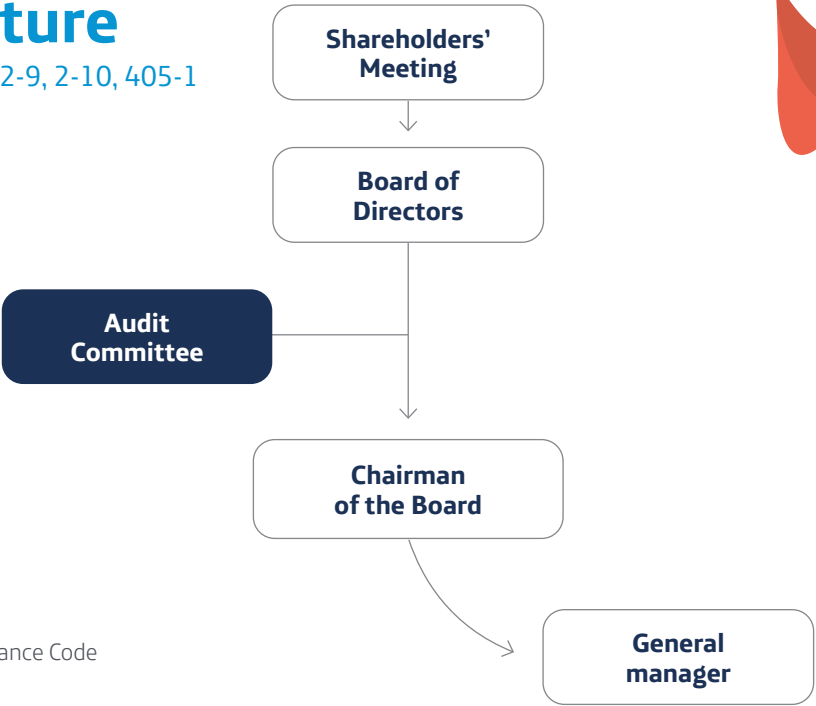 ture
2-9, 2-10, 405-1
Shareholders’
Meeting
Board of
Directors
Audit
Committee
Chairman
of the Board
General
manager
ance Code